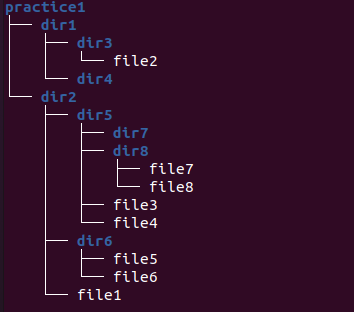 practice1
dir1
dir3
file2
dir4
dir2
dir5
dir7
dir8
file7
file8
file3
file4
dir6
file5
file6
file1